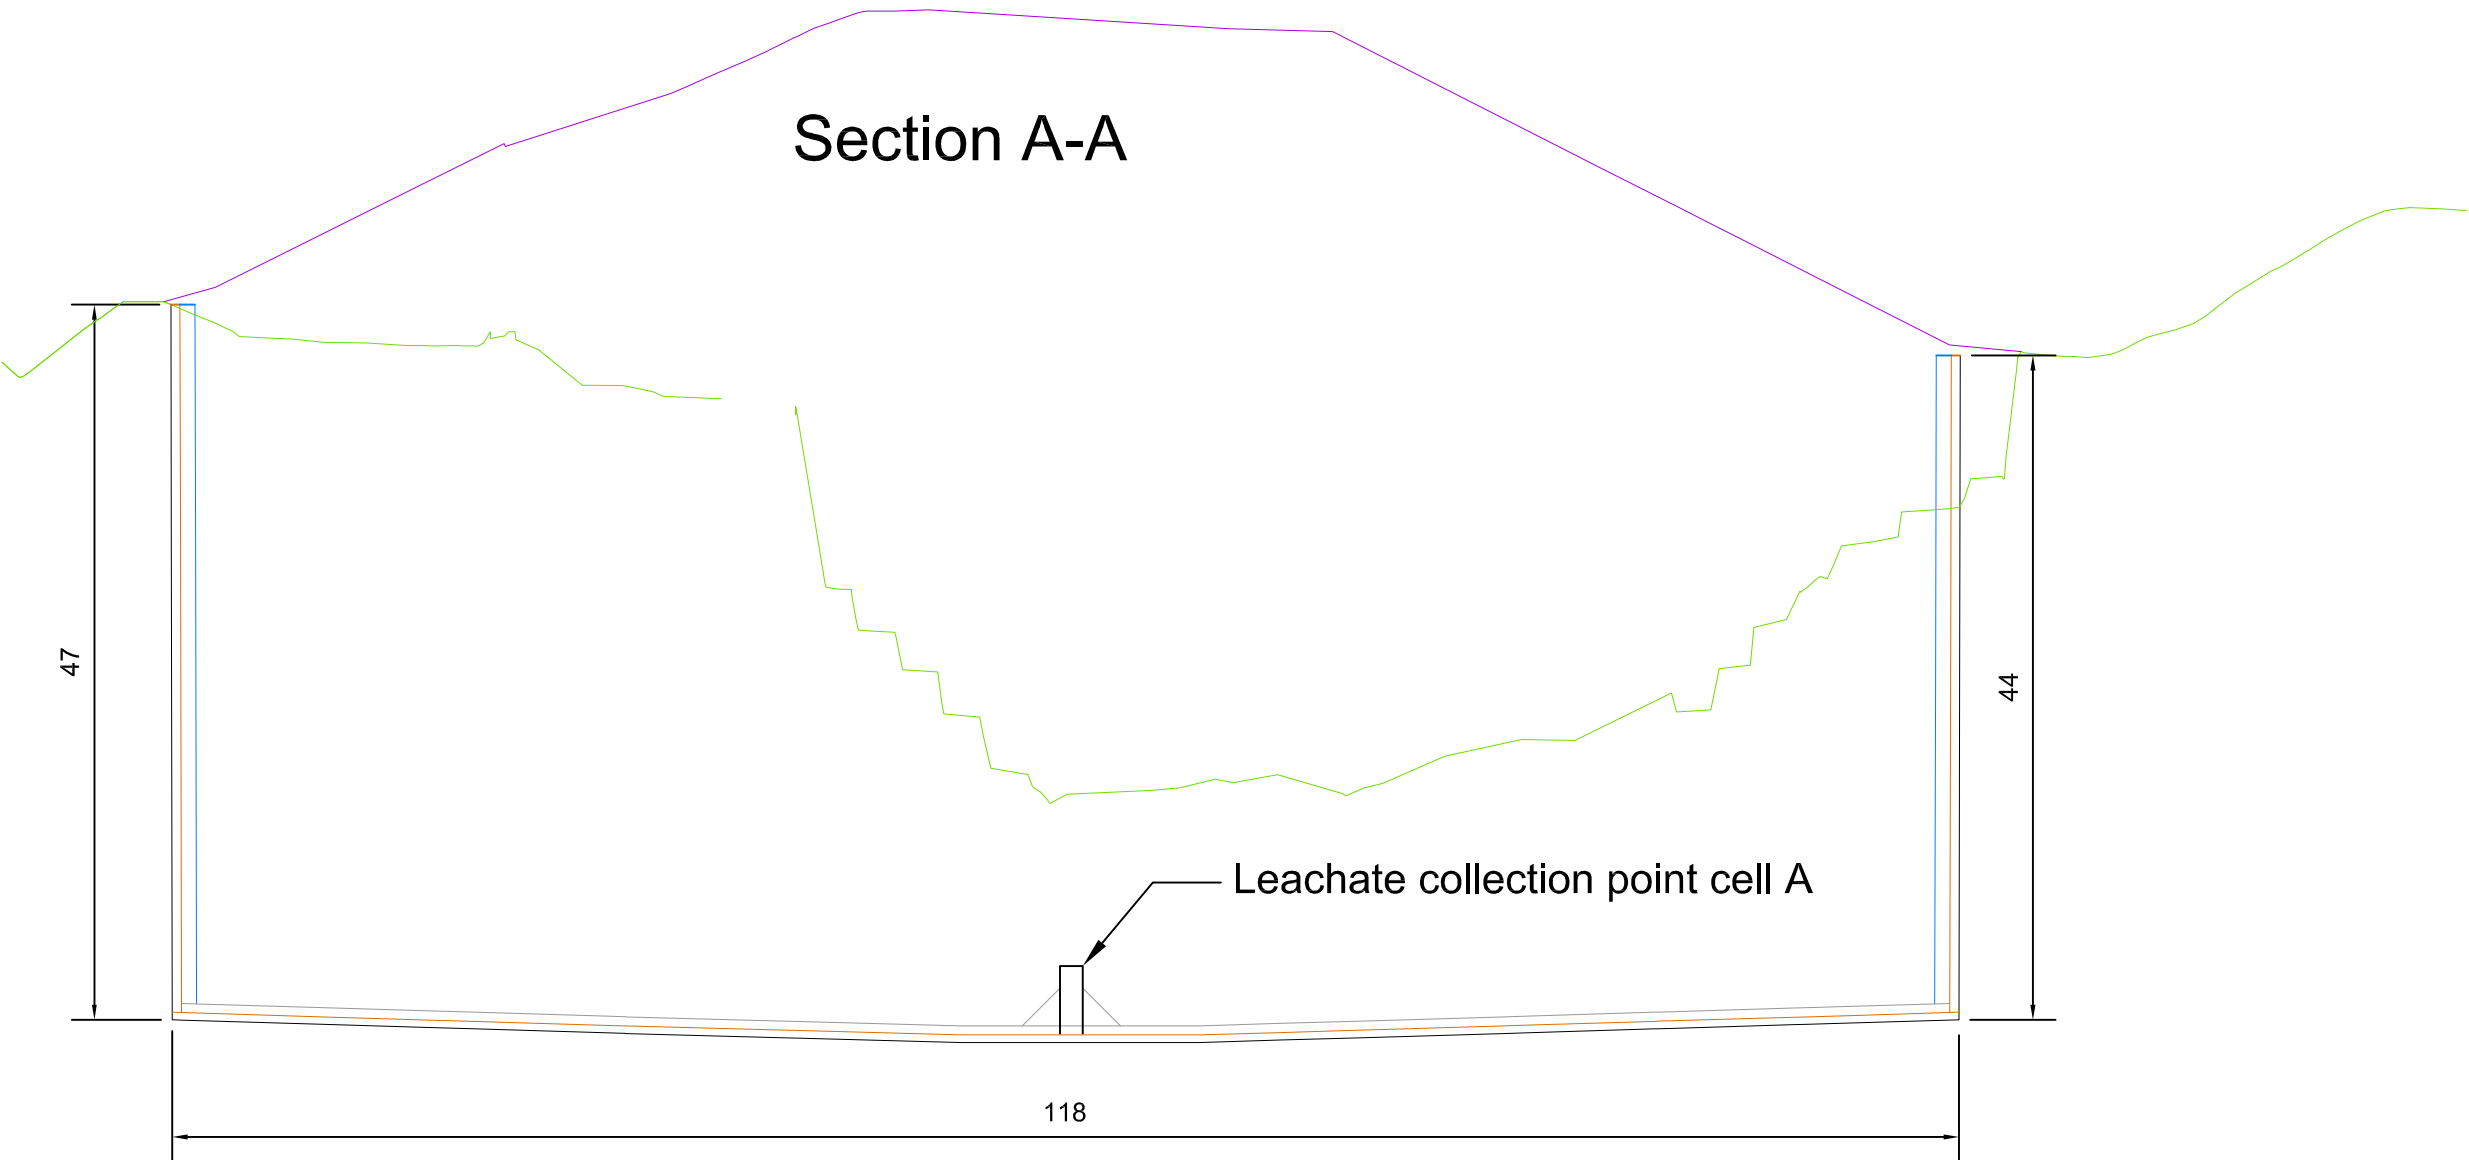 Section A-A
47
44
Leachate collection point cell A
118